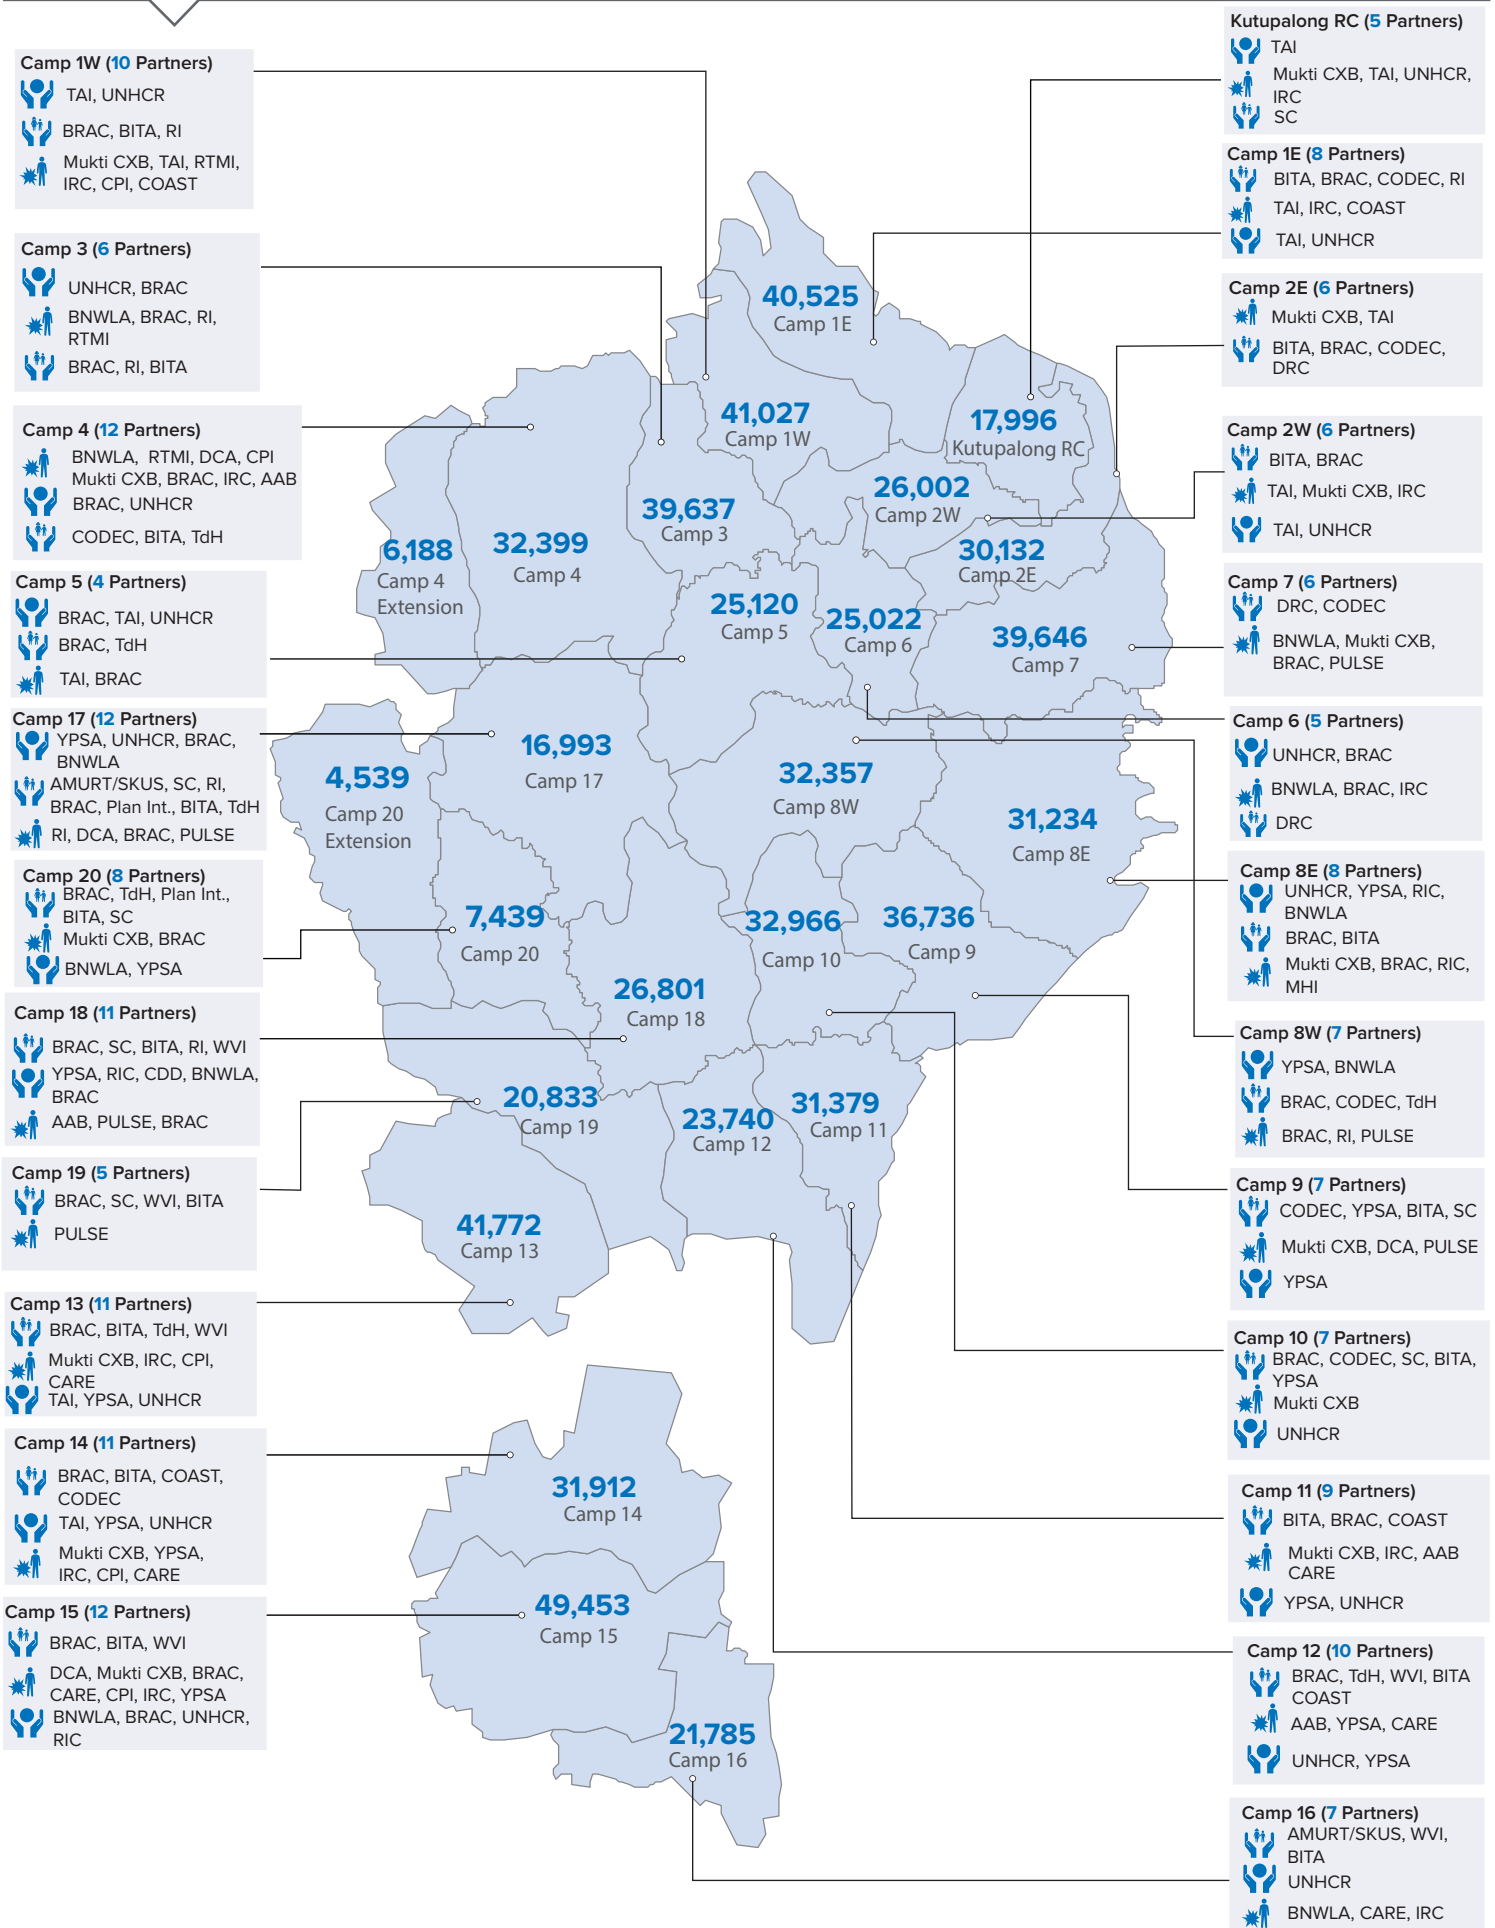 Camp 1W (10 Partners)
TAI, UNHCR
BRAC, BITA, RI
Mukti CXB, TAI, RTMI,
IRC, CPI, COAST
Camp 3 (6 Partners)
UNHCR, BRAC
BNWLA, BRAC, RI,
RTMI
BRAC, RI, BITA
Camp 4 (12 Partners)
BNWLA, RTMI, DCA, CPI
Mukti CXB, BRAC, IRC, AAB
BRAC, UNHCR
CODEC, BITA, TdH
Camp 5 (4 Partners)
BRAC, TAI, UNHCR
BRAC, TdH
TAI, BRAC
Camp 17 (12 Partners)
YPSA, UNHCR, BRAC,
BNWLA
AMURT/SKUS, SC, RI,
BRAC, Plan Int., BITA, TdH
RI, DCA, BRAC, PULSE
Camp 20 (8 Partners)
BRAC, TdH, Plan Int.,
BITA, SC
Mukti CXB, BRAC
BNWLA, YPSA
Camp 18 (11 Partners)
BRAC, SC, BITA, RI, WVI
YPSA, RIC, CDD, BNWLA,
BRAC
AAB, PULSE, BRAC
Camp 19 (5 Partners)
BRAC, SC, WVI, BITA
PULSE
Camp 13 (11 Partners)
BRAC, BITA, TdH, WVI
Mukti CXB, IRC, CPI,
CARE
TAI, YPSA, UNHCR
Camp 14 (11 Partners)
BRAC, BITA, COAST,
CODEC
TAI, YPSA, UNHCR
Mukti CXB, YPSA,
IRC, CPI, CARE
Camp 15 (12 Partners)
BRAC, BITA, WVI
DCA, Mukti CXB, BRAC,
CARE, CPI, IRC, YPSA
BNWLA, BRAC, UNHCR,
RIC
40,525
Camp 1E
41,027
Camp 1W
17,996
Kutupalong RC
26,002
Camp 2W
39,637
Camp 3
32,399
Camp 4
6,188
Camp 4
Extension
30,132
Camp 2E
25,120
Camp 5
25,022
Camp 6
39,646
Camp 7
16,993
Camp 17
4,539
Camp 20
Extension
32,357
Camp 8W
31,234
Camp 8E
7,439
Camp 20
32,966
Camp 10
36,736
Camp 9
26,801
Camp 18
20,833
Camp 19
23,740
Camp 12
31,379
Camp 11
41,772
Camp 13
31,912
Camp 14
49,453
Camp 15
21,785
Camp 16
Kutupalong RC (5 Partners)
TAI
Mukti CXB, TAI, UNHCR,
IRC
SC
Camp 1E (8 Partners)
BITA, BRAC, CODEC, RI
TAI, IRC, COAST
TAI, UNHCR
Camp 2E (6 Partners)
Mukti CXB, TAI
BITA, BRAC, CODEC,
DRC
Camp 2W (6 Partners)
BITA, BRAC
TAI, Mukti CXB, IRC
TAI, UNHCR
Camp 7 (6 Partners)
DRC, CODEC
BNWLA, Mukti CXB,
BRAC, PULSE
Camp 6 (5 Partners)
UNHCR, BRAC
BNWLA, BRAC, IRC
DRC
Camp 8E (8 Partners)
UNHCR, YPSA, RIC,
BNWLA
BRAC, BITA
Mukti CXB, BRAC, RIC,
MHI
Camp 8W (7 Partners)
YPSA, BNWLA
BRAC, CODEC, TdH
BRAC, RI, PULSE
Camp 9 (7 Partners)
CODEC, YPSA, BITA, SC
Mukti CXB, DCA, PULSE
YPSA
Camp 10 (7 Partners)
BRAC, CODEC, SC, BITA,
YPSA
Mukti CXB
UNHCR
Camp 11 (9 Partners)
BITA, BRAC, COAST
Mukti CXB, IRC, AAB
CARE
YPSA, UNHCR
Camp 12 (10 Partners)
BRAC, TdH, WVI, BITA
COAST
AAB, YPSA, CARE
UNHCR, YPSA
Camp 16 (7 Partners)
AMURT/SKUS, WVI,
BITA
UNHCR
BNWLA, CARE, IRC